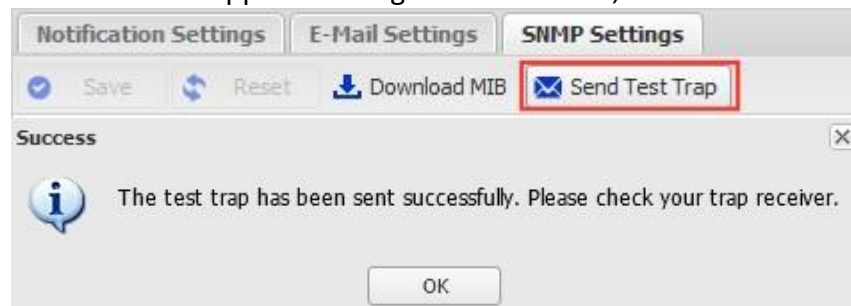 Notification Settings E-Mail Settings SNMP Settings
Save Reset Download MIB Send Test Trap
Success
The test trap has been sent successfully. Please check your trap receiver.
OK